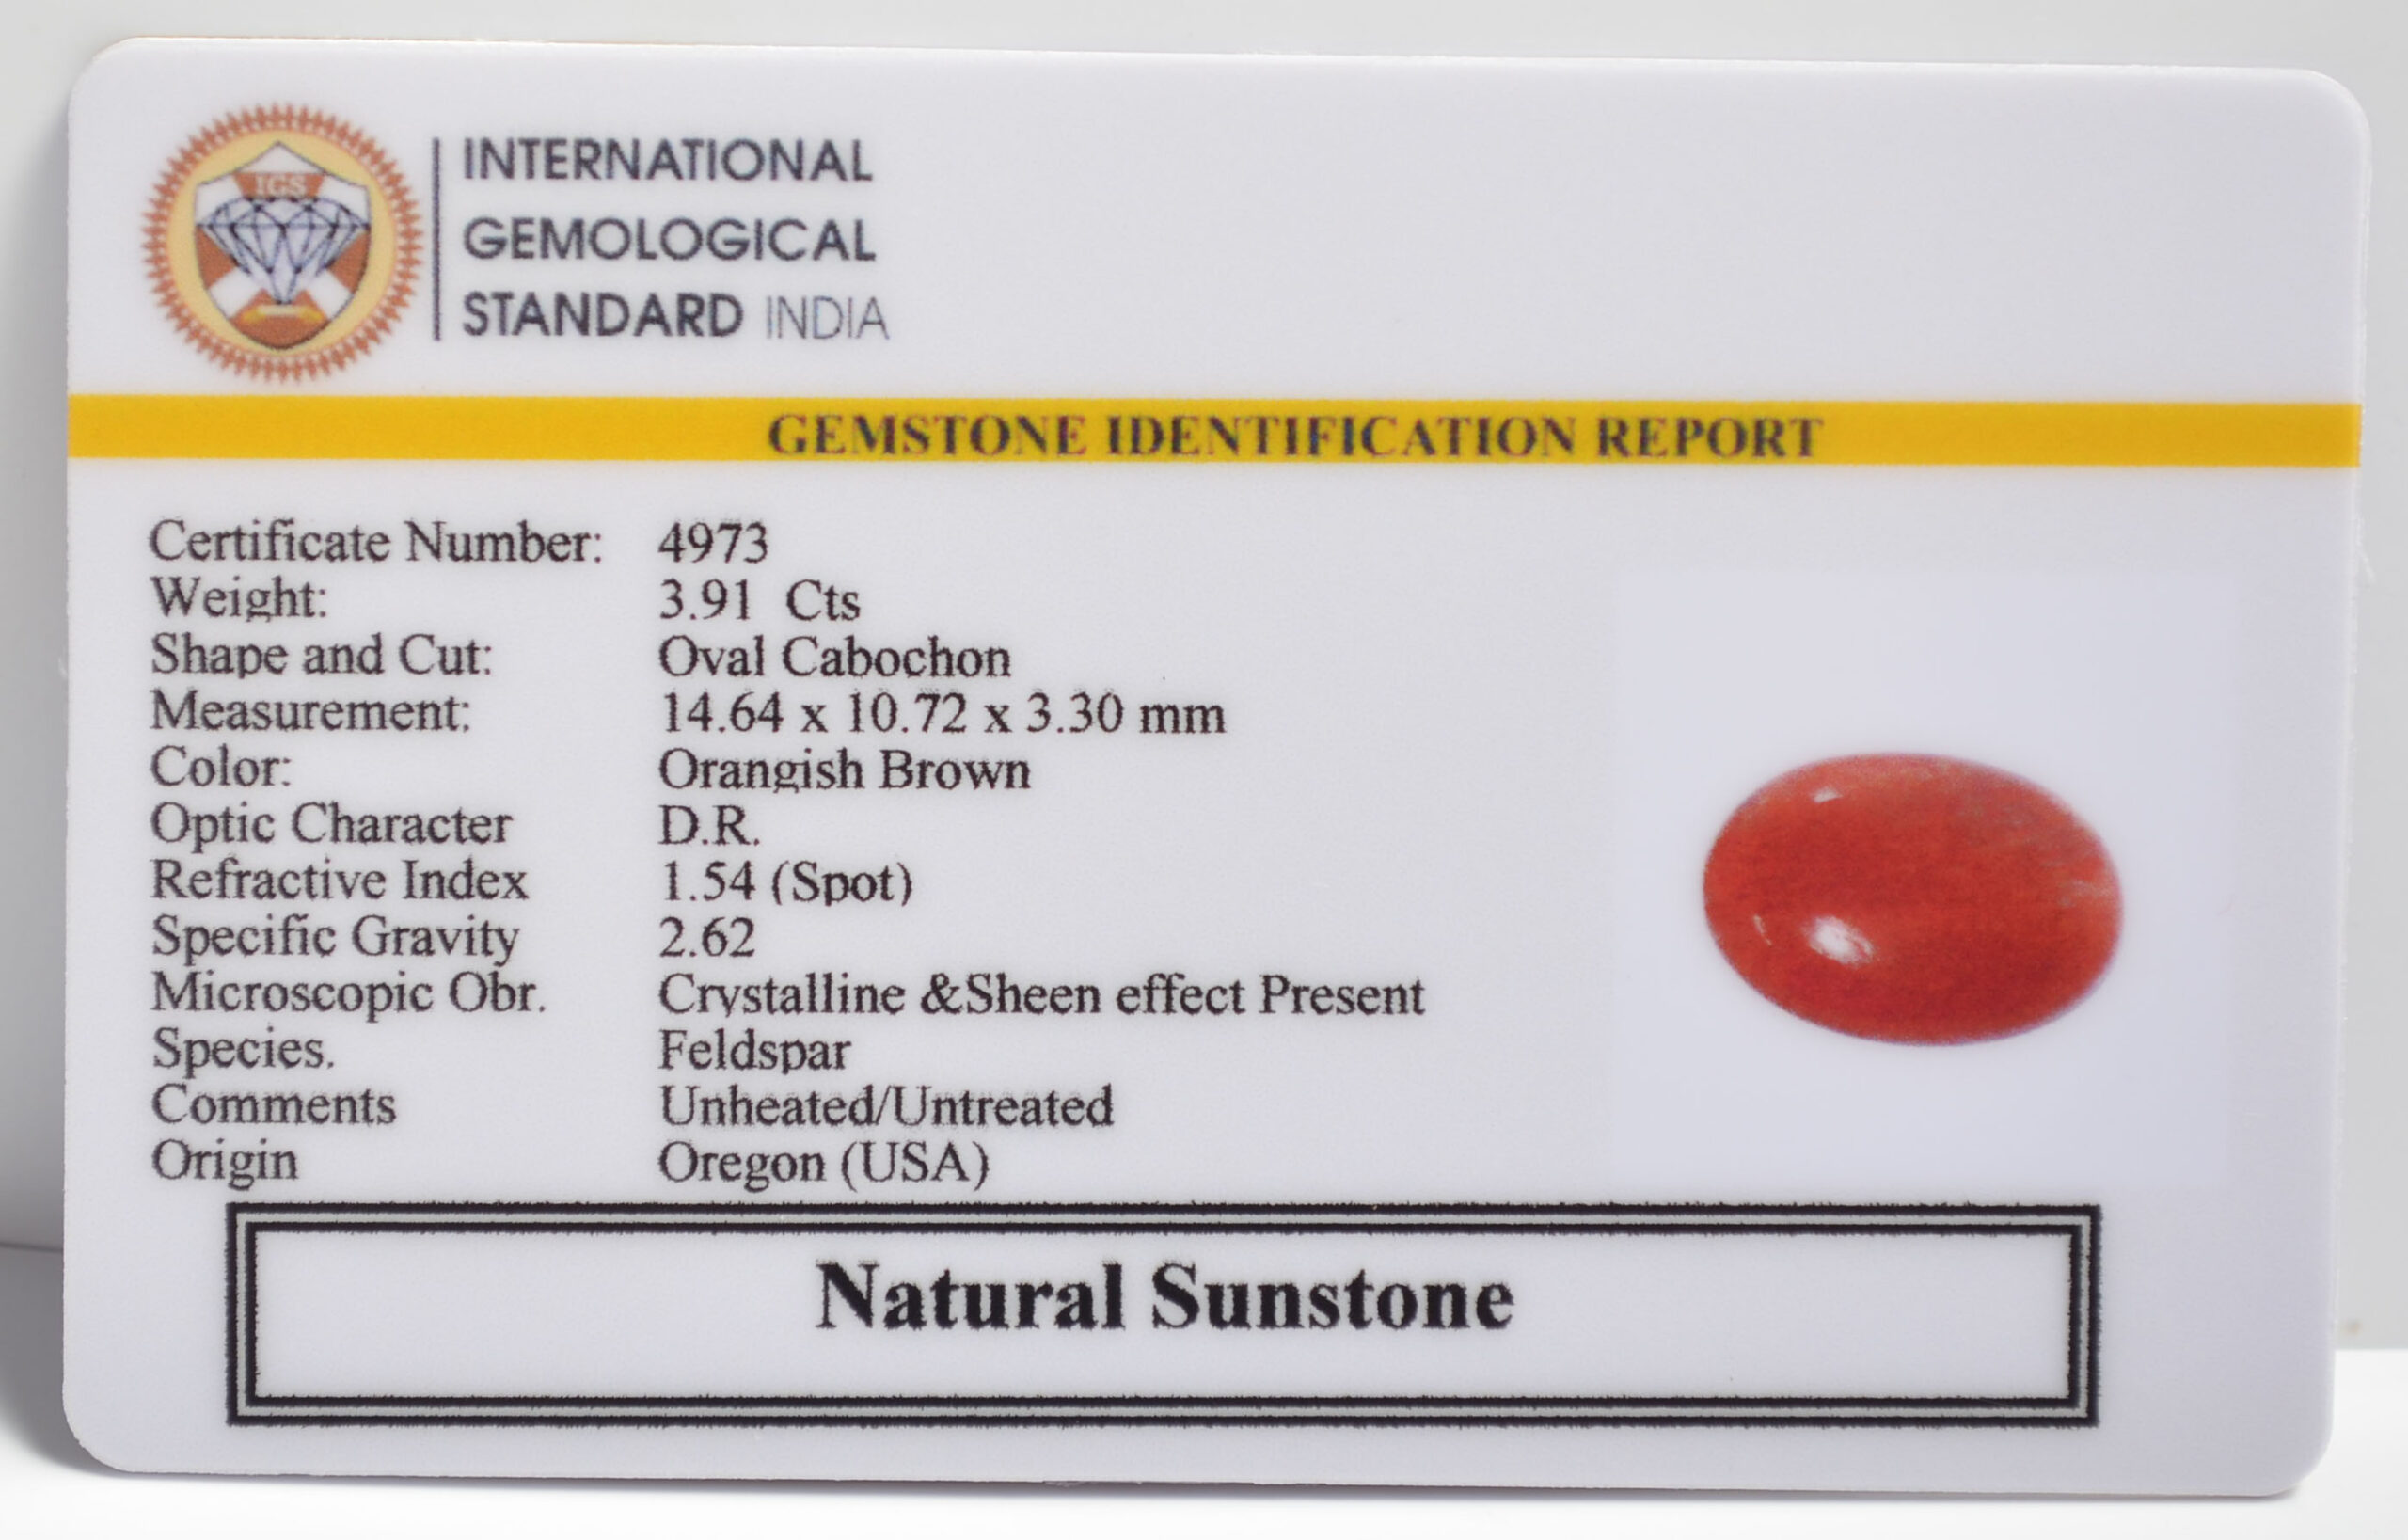 IGS
INTERNATIONAL
GEMOLOGICAL
STANDARD INDIA
GEMSTONE IDENTIFICATION REPORT
Certificate Number: 4973
Weight: 3.91 Cts
Shape and Cut: Oval Cabochon
Measurement: 14.64 x 10.72 x 3.30 mm
Color: Orangish Brown
Optic Character D.R.
Refractive Index 1.54 (Spot)
Specific Gravity 2.62
Microscopic Obr. Crystalline &Sheen effect Present
Species. Feldspar
Comments Unheated/Untreated
Origin Oregon (USA)
Natural Sunstone